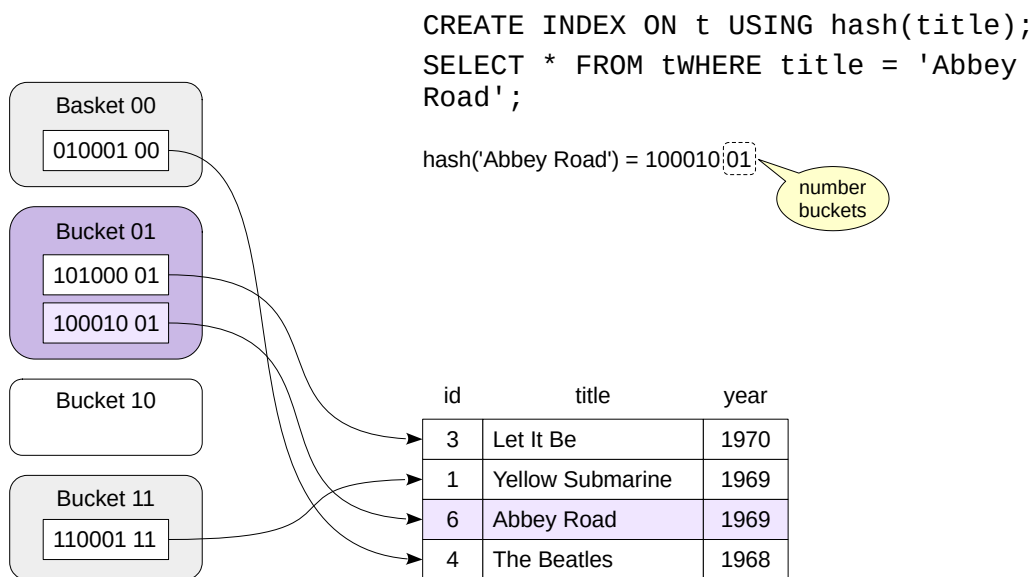 CREATE INDEX ON t USING hash(title);
SELECT * FROM tWHERE title = 'Abbey
Road';
hash('Abbey Road') = 100010 01
number
buckets
Basket 00
010001 00
Bucket 01
101000 01
100010 01
Bucket 10
Bucket 11
110001 11
id title year
3 Let It Be 1970
1 Yellow Submarine 1969
6 Abbey Road 1969
4 The Beatles 1968